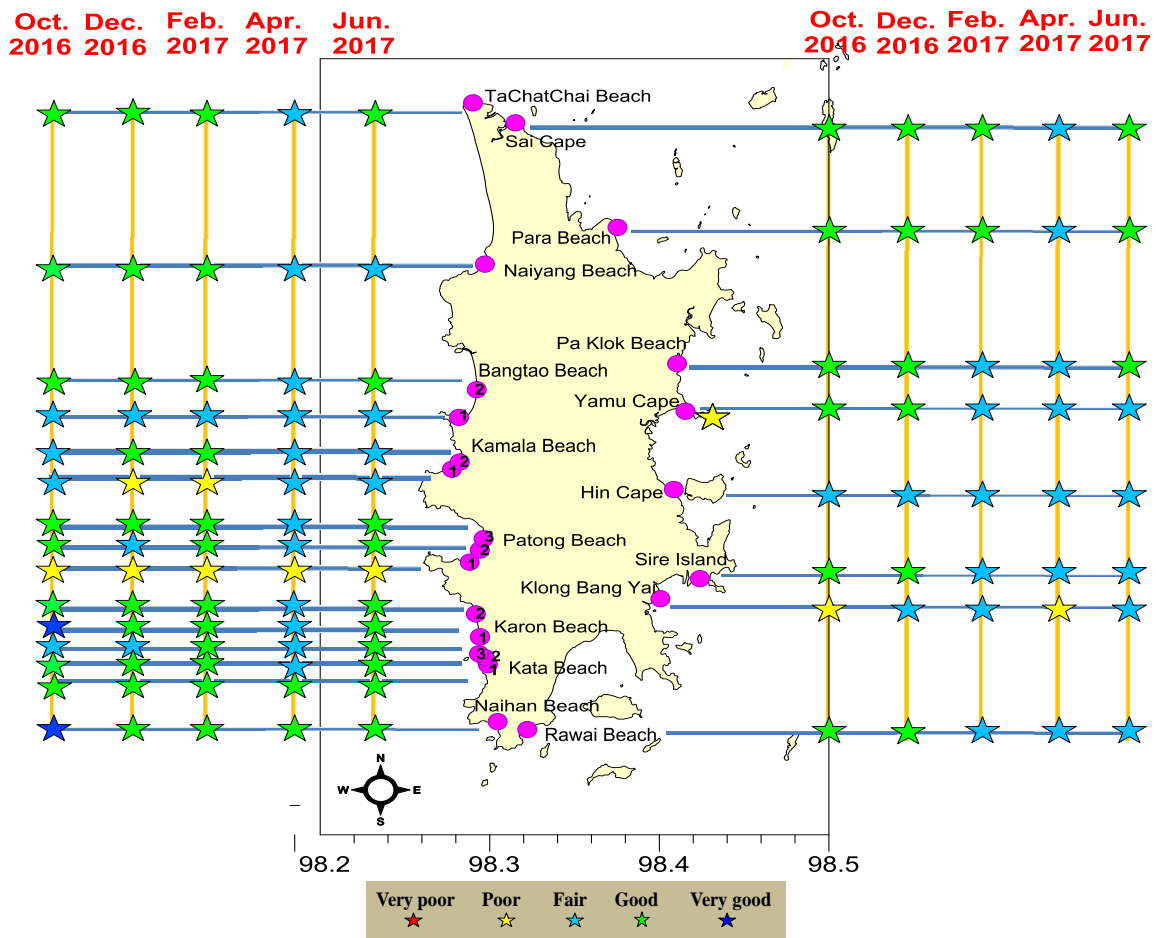 Oct. Dec. Feb. Apr. Jun.
2016 2016 2017 2017 2017
Oct. Dec. Feb. Apr. Jun.
2016 2016 2017 2017 2017
TaChatChai Beach
Sai Cape
Para Beach
Naiyang Beach
Pa Klok Beach
Bangtao Beach
2
Yamu Cape
1
Kamala Beach
2
1
Hin Cape
3
Patong Beach
2
1
Sire Island
Klong Bang Yai
2
Karon Beach
1
3 2
1 Kata Beach
Naihan Beach
Rawai Beach
N
W E
S
98.2 98.3 98.4 98.5
Very poor Poor Fair Good Very good